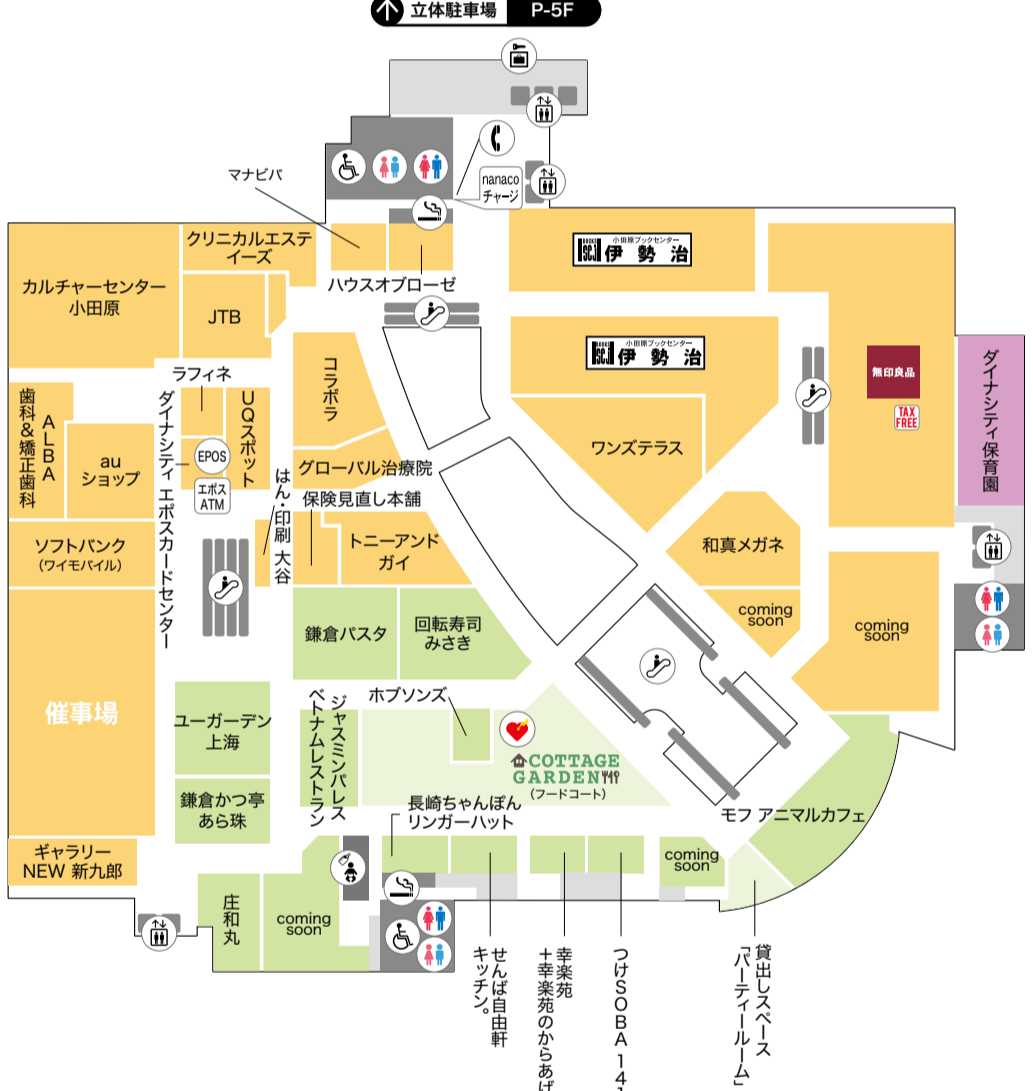 立体駐車場 P-5F
マナビバ
nanaco
チャージ
クリニカルエステ
イーズ
カルチャーセンター
小田原
JTB
ハウスオブローゼ
BOOKS
SCJ
小田原ブックセンター
伊勢治
BOOKS
SCJ
小田原ブックセンター
伊勢治
無印良品
TAX
FREE
ダイナシティ保育園
コラボラ
ラフィネ
UQスポット
EPOS
エポス
ATM
ダイナシティ エポスカードセンター
ALBA
歯科&矯正歯科
au
ショップ
グローバル治療院
ワンズテラス
はん・印刷 大谷
保険見直し本舗
トニーアンド
ガイ
ソフトバンク
(ワイモバイル)
和真メガネ
coming
soon
coming
soon
鎌倉パスタ
回転寿司
みさき
催事場
ユーガーデン
上海
ジャスミンパレス
ベトナムレストラン
ホブソンズ
COTTAGE
GARDEN
(フードコート)
鎌倉かつ亭
あら珠
長崎ちゃんぽん
リンガーハット
モフ アニマルカフェ
ギャラリー
NEW 新九郎
coming
soon
庄和丸
coming
soon
せんば自由軒
キッチン。
幸楽苑
+幸楽苑のからあげ
つけSOBA 141
貸出しスペース
「パーティールーム」